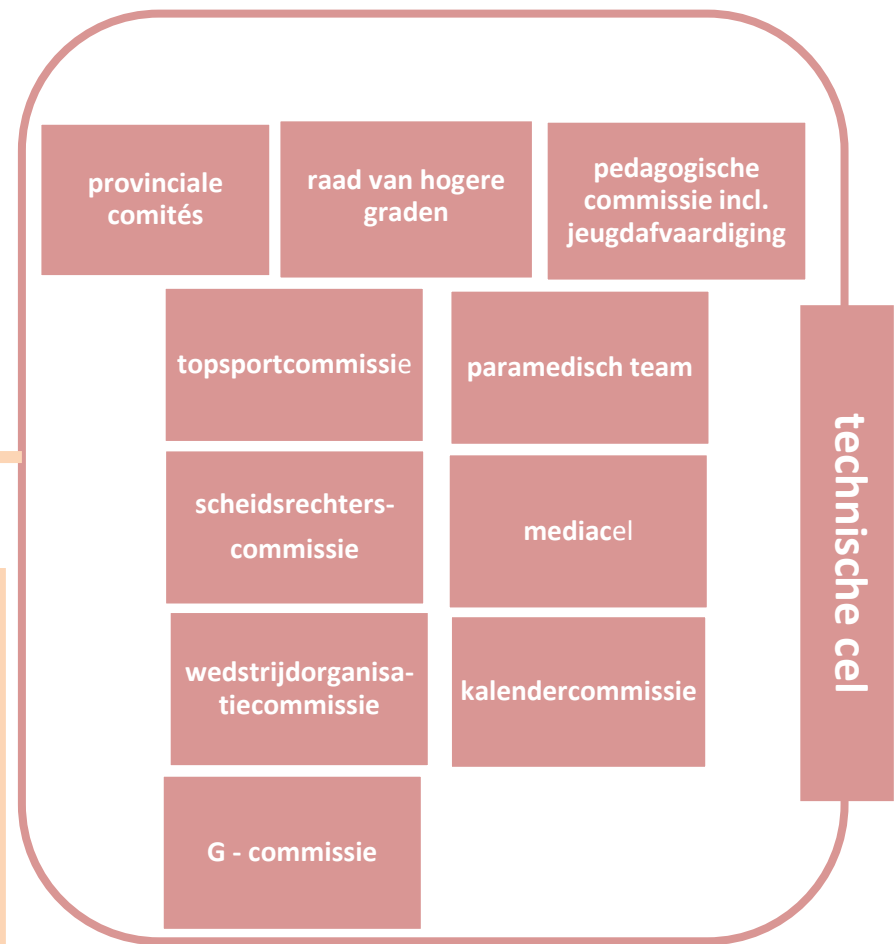 provinciale
comités
raad van hogere
graden
pedagogische
commissie incl.
jeugdafvaardiging
topsportcommissie
paramedisch team
scheidsrechters-
commissie
mediacel
wedstrijdorganisa-
tiecommissie
kalendercommissie
G - commissie
technische cel